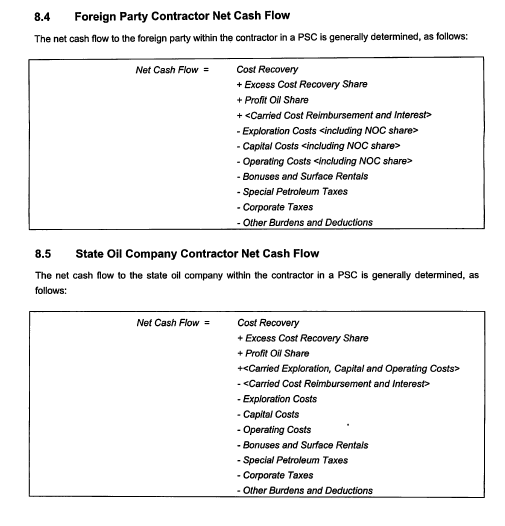 8.4 Foreign Party Contractor Net Cash Flow
The net cash flow to the foreign party within the contractor in a PSC is generally determined, as follows:
Net Cash Flow = Cost Recovery
+ Excess Cost Recovery Share
+ Profit Oil Share
+ <Carried Cost Reimbursement and Interest>
- Exploration Costs <including NOC share>
- Capital Costs <including NOC share>
- Operating Costs <including NOC share>
- Bonuses and Surface Rentals
- Special Petroleum Taxes
- Corporate Taxes
- Other Burdens and Deductions
8.5 State Oil Company Contractor Net Cash Flow
The net cash flow to the state oil company within the contractor in a PSC is generally determined, as
follows:
Net Cash Flow = Cost Recovery
+ Excess Cost Recovery Share
+ Profit Oil Share
+<Carried Exploration, Capital and Operating Costs>
- <Carried Cost Reimbursement and Interest>
- Exploration Costs
- Capital Costs
- Operating Costs
- Bonuses and Surface Rentals
- Special Petroleum Taxes
- Corporate Taxes
- Other Burdens and Deductions